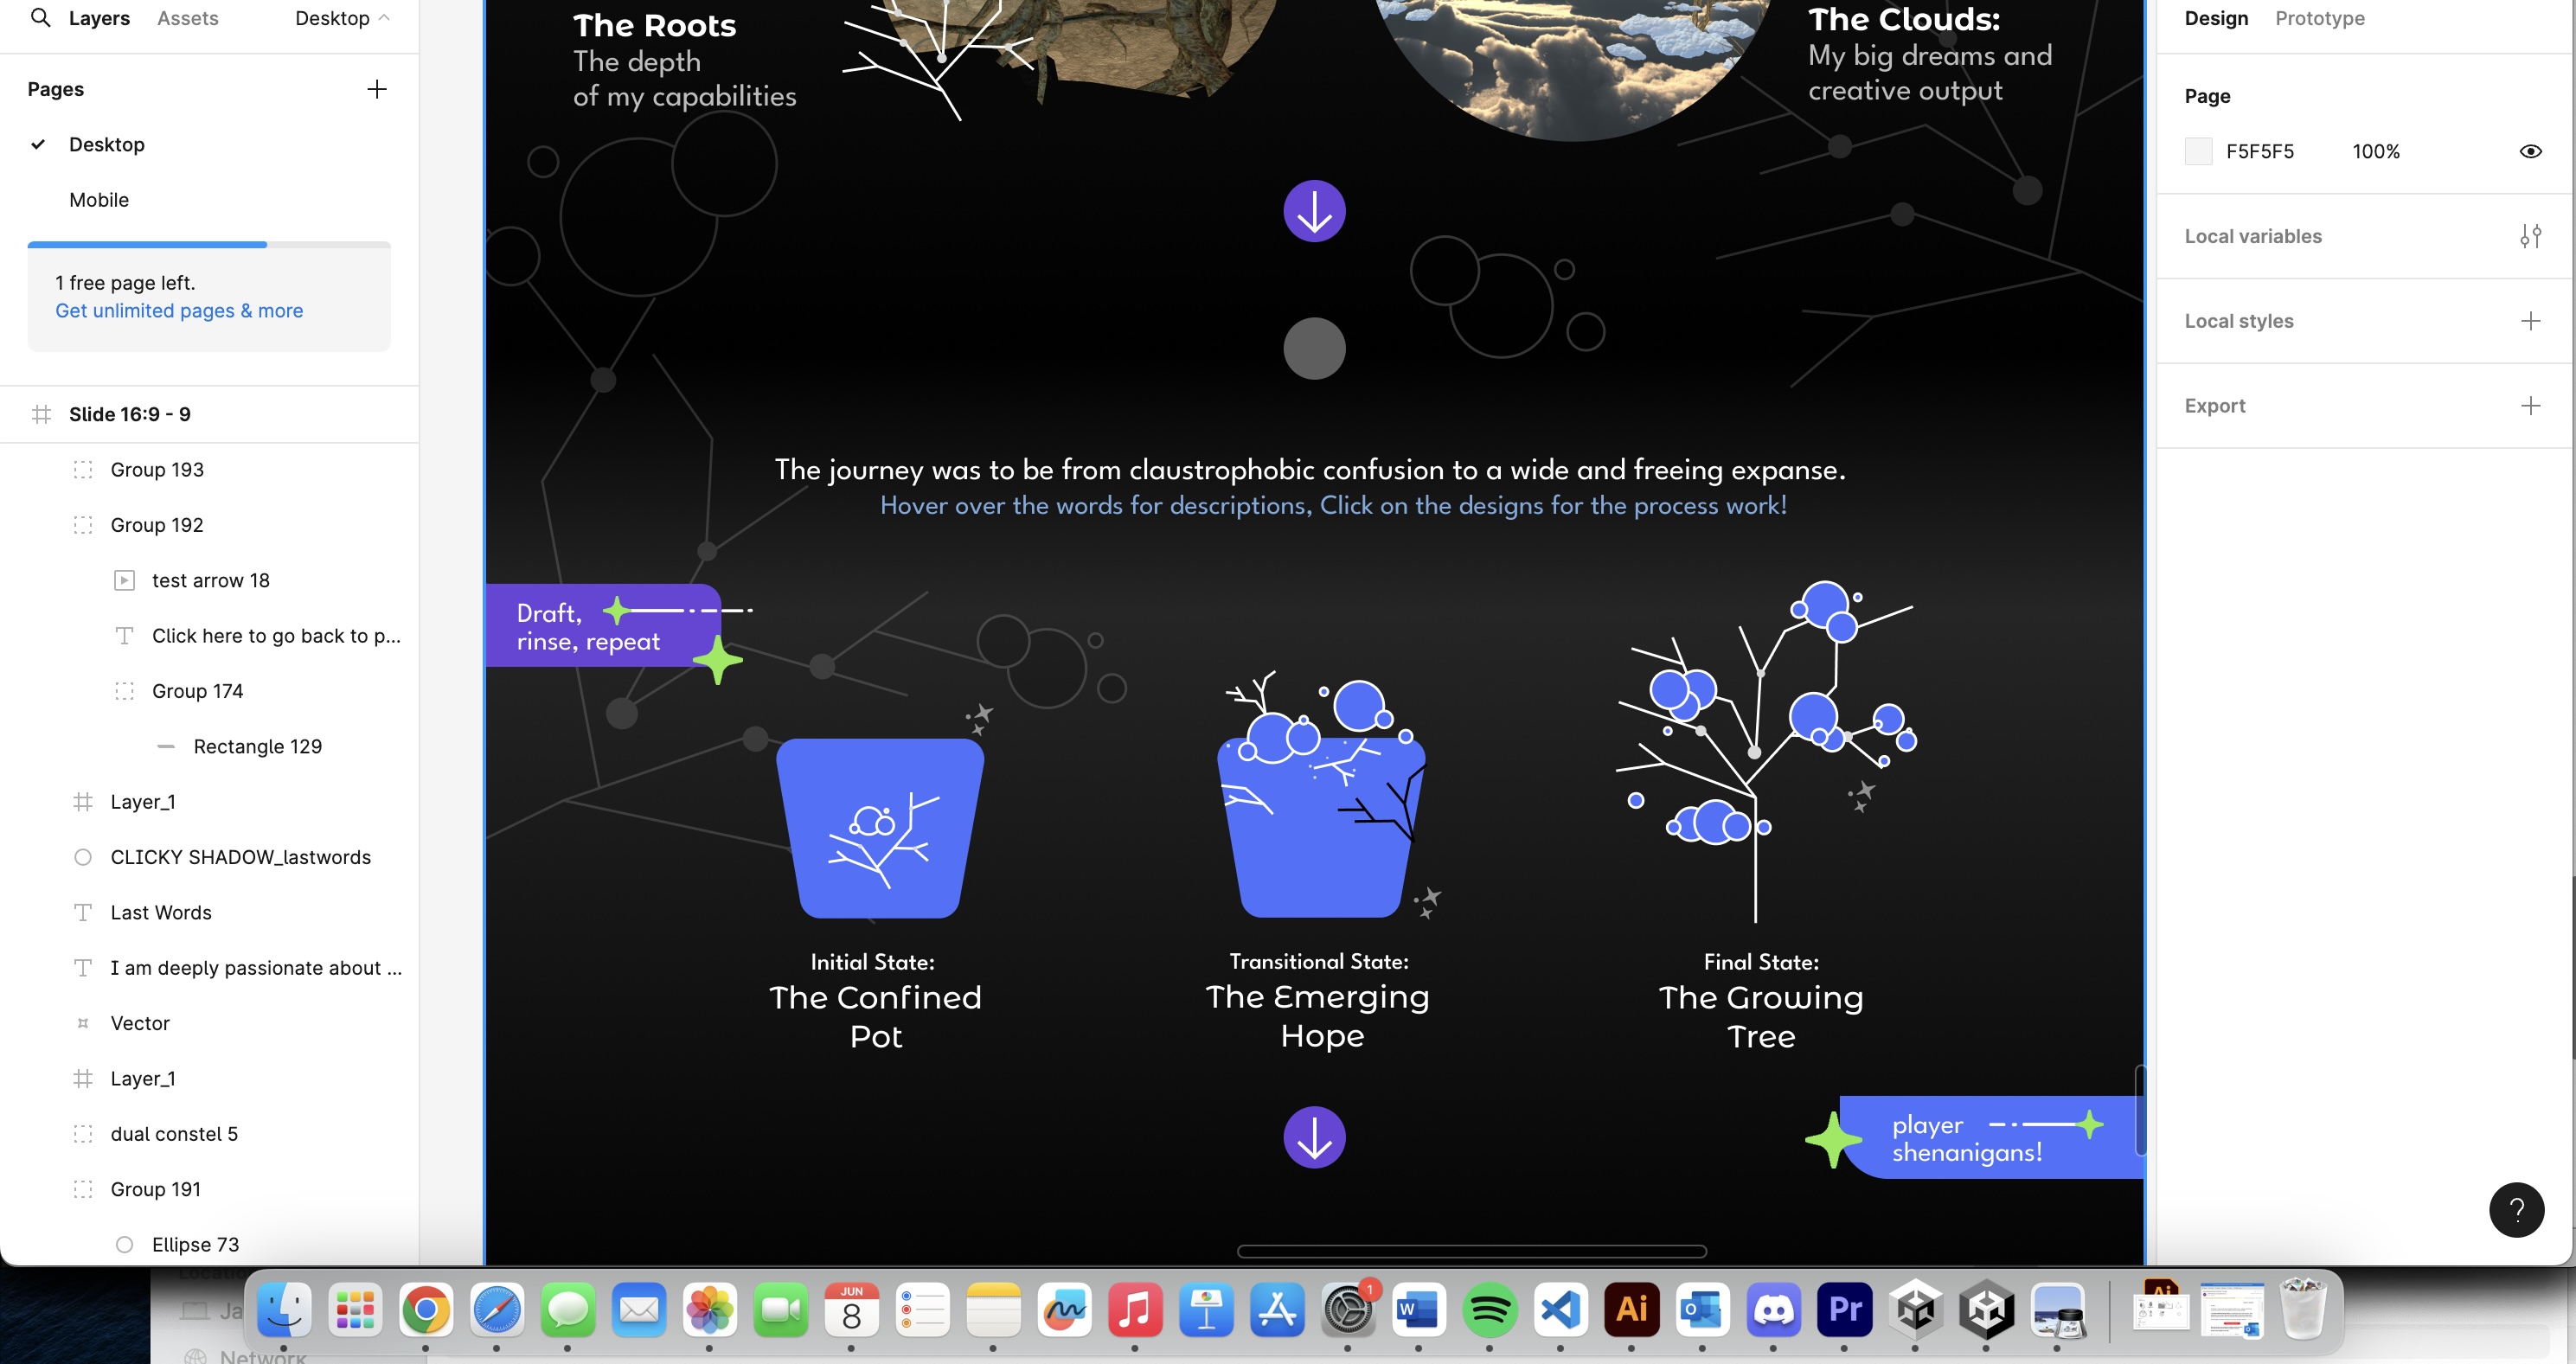 Layers
Assets
Desktop
Pages
Desktop
Mobile
1 free page left.
Get unlimited pages & more
Slide 16:9 - 9
Group 193
Group 192
test arrow 18
Click here to go back to p...
Group 174
Rectangle 129
Layer_1
CLICKY SHADOW_lastwords
Last Words
I am deeply passionate about ...
Vector
Layer_1
dual constel 5
Group 191
Ellipse 73
The Roots
The depth
of my capabilities
The Clouds:
My big dreams and
creative output
The journey was to be from claustrophobic confusion to a wide and freeing expanse.
Hover over the words for descriptions, Click on the designs for the process work!
Draft,
rinse, repeat
Initial State:
The Confined
Pot
Transitional State:
The Emerging
Hope
Final State:
The Growing
Tree
player
shenanigans!
Design
Prototype
Page
F5F5F5
100%
Local variables
Local styles
Export
?
Ja
Network
JUN
8
1
W
Ai
O
Pr
Ai